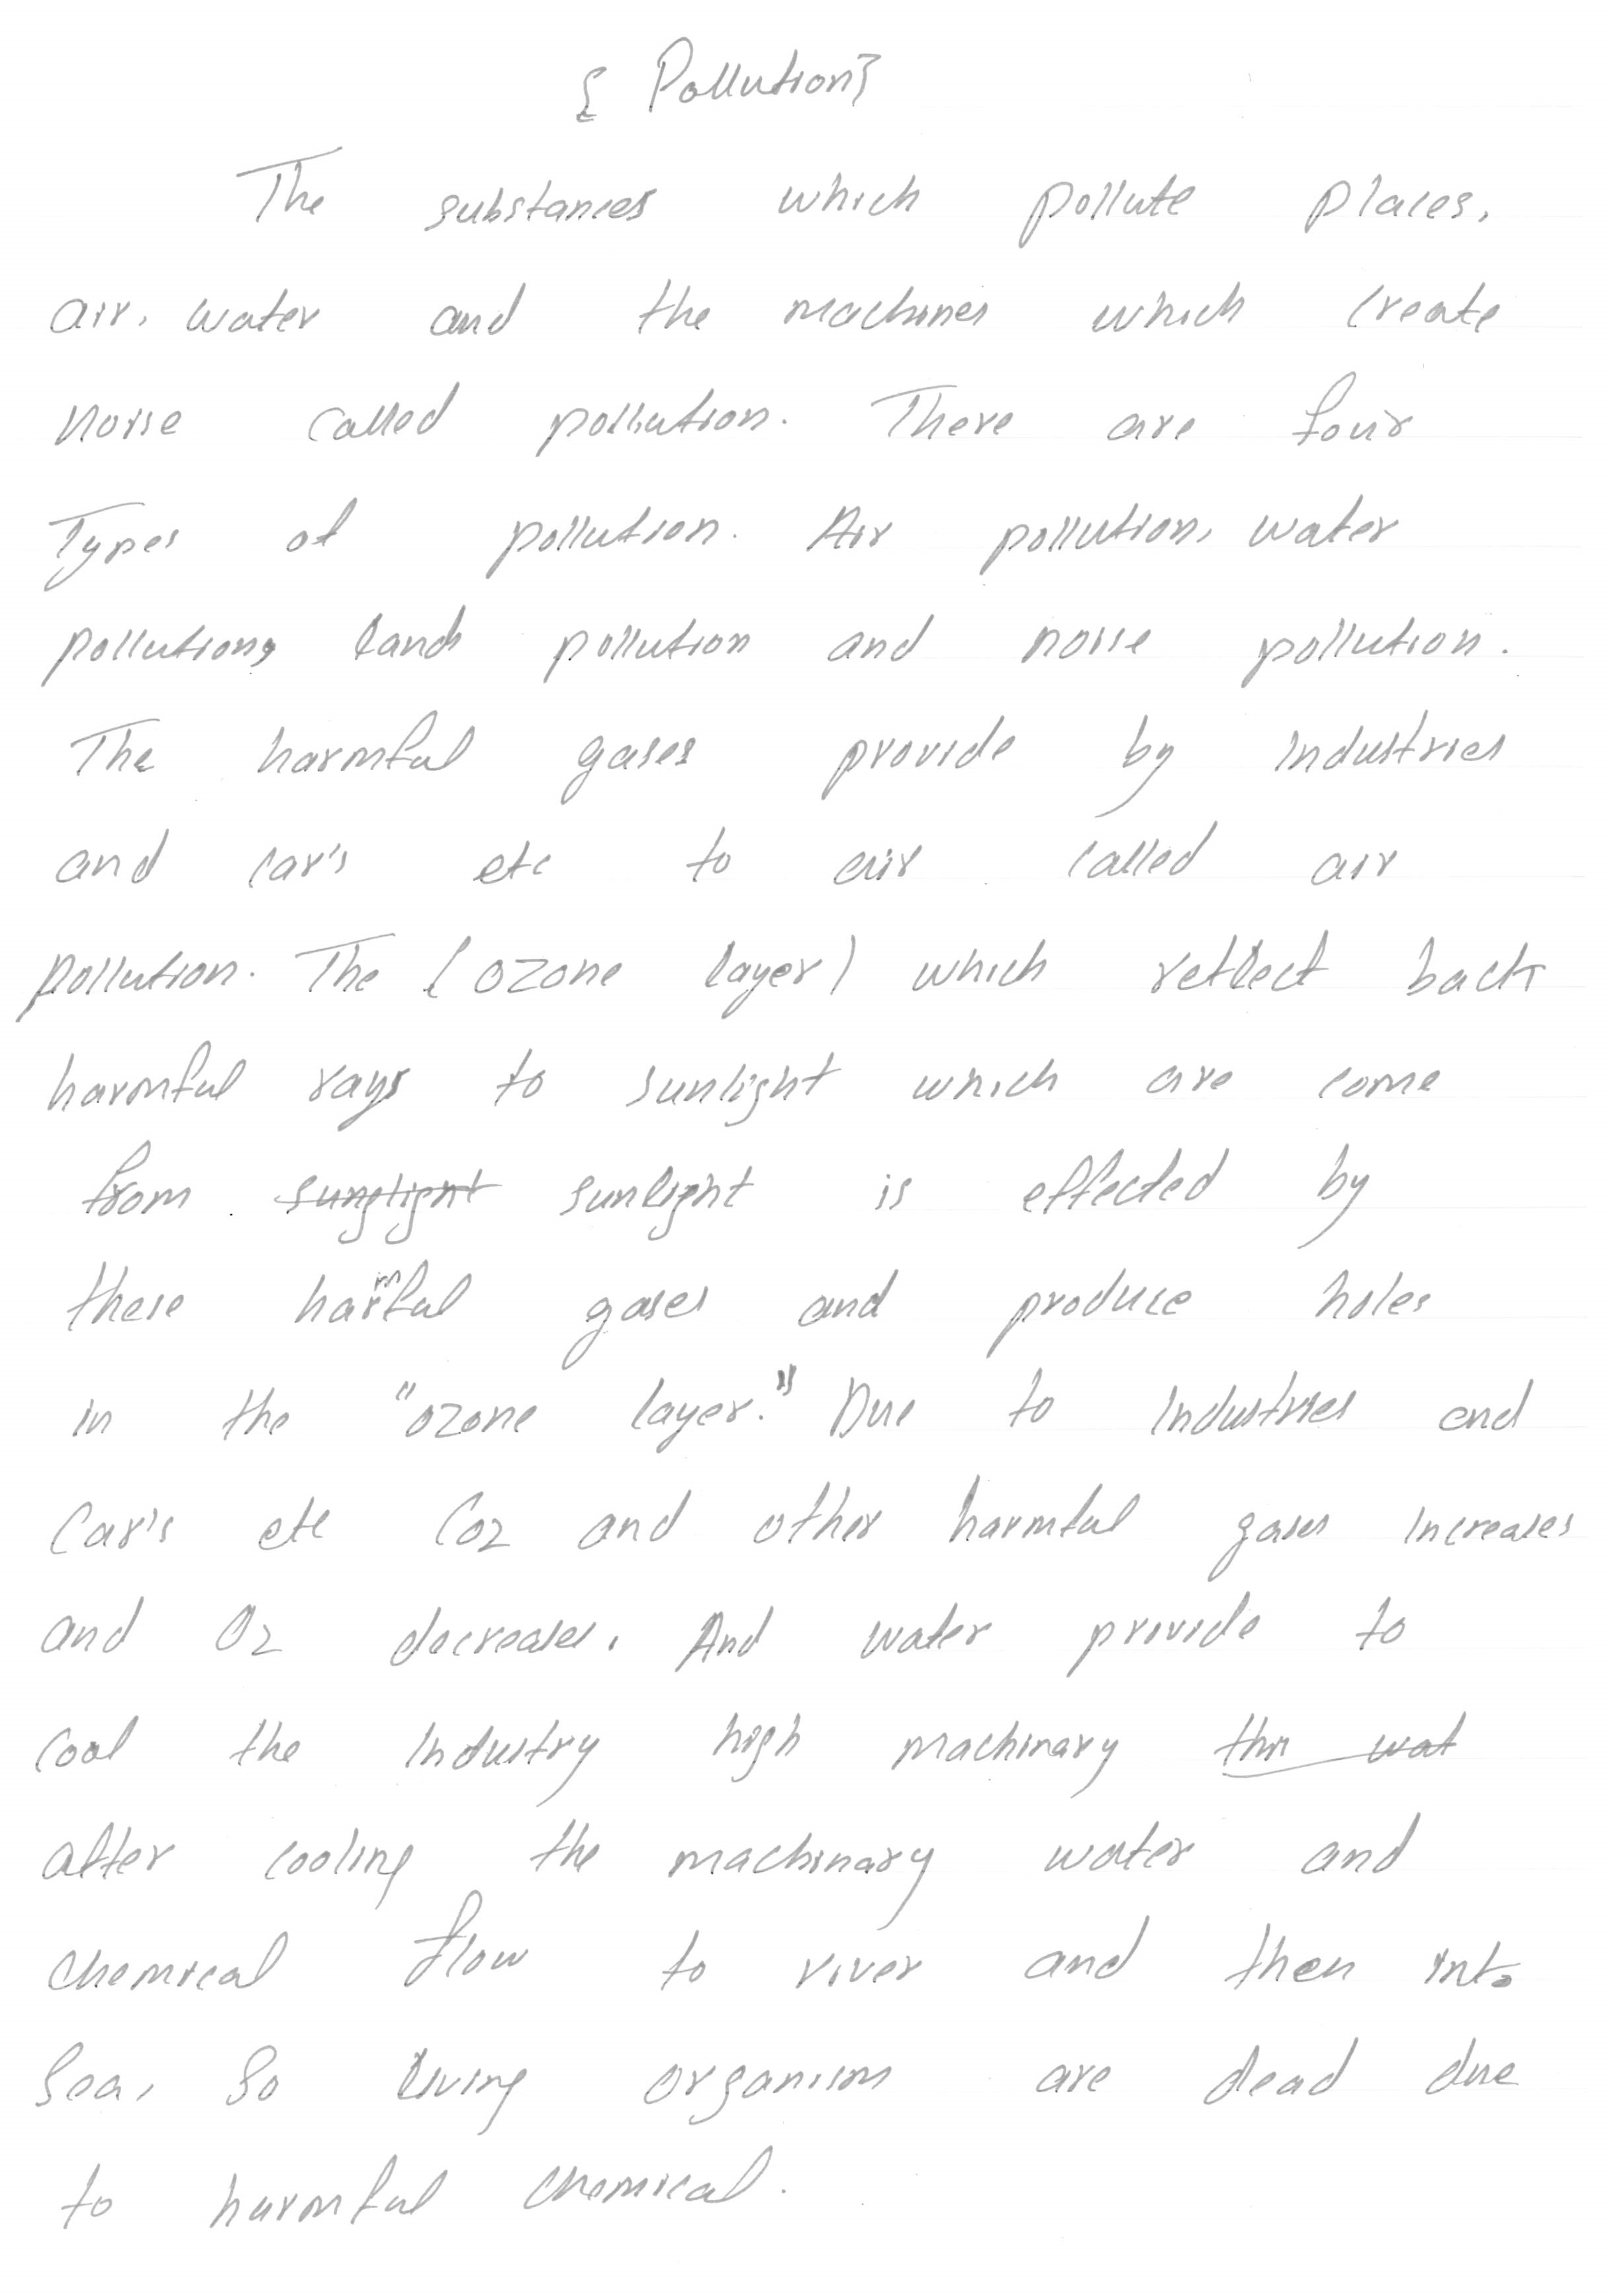 { Pollution}
The substances which pollute places,
air, water and the machines which create
noise called pollution. There are four
Types of pollution. Air pollution, water
pollution, land pollution and noise pollution.
The harmful gases provide by industries
and car's etc to air called air
pollution. The (ozone layer) which reflect back
harmful rays to sunlight which are come
from sunglight sunlight is effected by
these harmful gases and produce holes
in the "ozone layer." Due to industries and
Car's etc Co2 and other harmful gases increases
and O2 decreases. And water provide to
cool the industry high machinary this wat
after cooling the machinary water and
chemical flow to river and then into
Sea, So living organism are dead due
to harmful chemical.